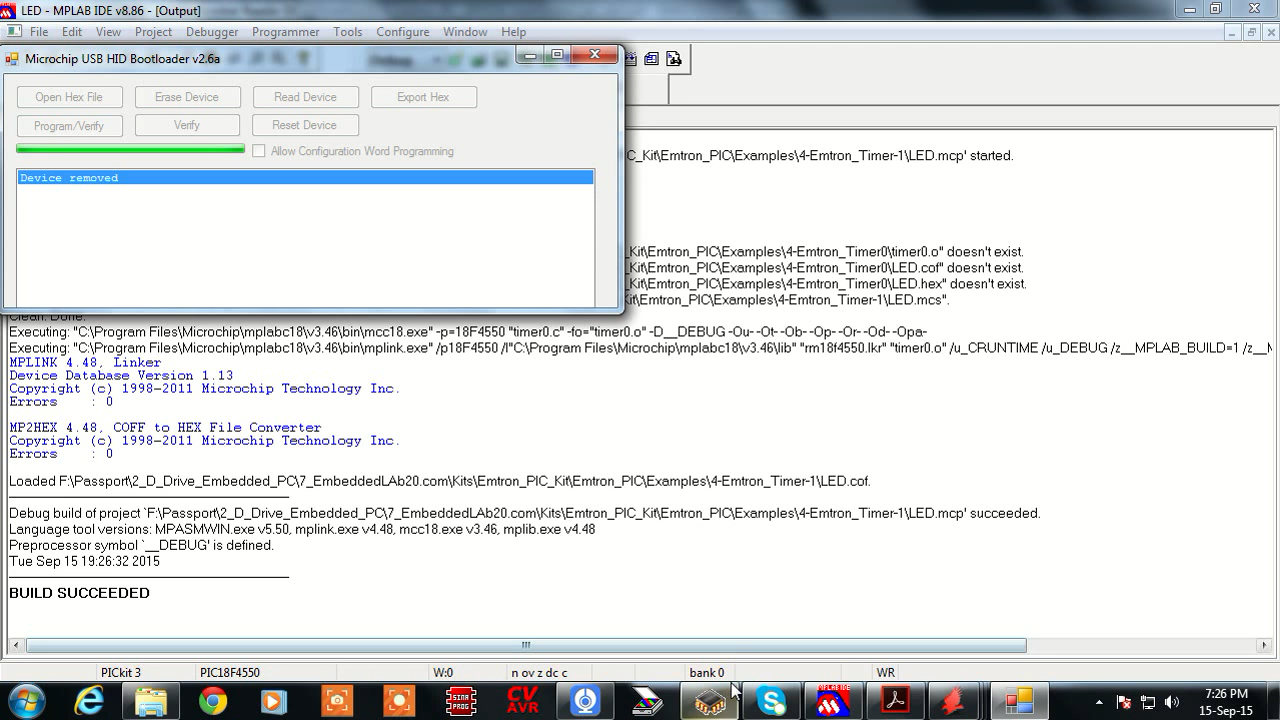 LED - MPLAB IDE v8.86 - [Output]
File Edit View Project Debugger Programmer Tools Configure Window Help
Microchip USB HID Bootloader v2.6a
Open Hex File Erase Device Read Device Export Hex
Program/Verify Verify Reset Device
Allow Configuration Word Programming
Device removed
C_Kit\Emtron_PIC\Examples\4-Emtron_Timer-1\LED.mcp' started.
Kit\Emtron_PIC\Examples\4-Emtron_Timer0\timer0.o" doesn't exist.
Kit\Emtron_PIC\Examples\4-Emtron_Timer0\LED.cof" doesn't exist.
Kit\Emtron_PIC\Examples\4-Emtron_Timer0\LED.hex" doesn't exist.
Kit\Emtron_PIC\Examples\4-Emtron_Timer-1\LED.mcs".
Clean: Done.
Executing: "C:\Program Files\Microchip\mplabc18\v3.46\bin\mcc18.exe" -p=18F4550 "timer0.c" -fo="timer0.o" -D__DEBUG -Ou- -Ot- -Ob- -Op- -Or- -Od- -Opa-
Executing: "C:\Program Files\Microchip\mplabc18\v3.46\bin\mplink.exe" /p18F4550 /l"C:\Program Files\Microchip\mplabc18\v3.46\lib" "rm18f4550.lkr" "timer0.o" /u_CRUNTIME /u_DEBUG /z__MPLAB_BUILD=1 /z__M
MPLINK 4.48, Linker
Device Database Version 1.13
Copyright (c) 1998-2011 Microchip Technology Inc.
Errors : 0
MP2HEX 4.48, COFF to HEX File Converter
Copyright (c) 1998-2011 Microchip Technology Inc.
Errors : 0
Loaded F:\Passport\2_D_Drive_Embedded_PC\7_EmbeddedLAb20.com\Kits\Emtron_PIC_Kit\Emtron_PIC\Examples\4-Emtron_Timer-1\LED.cof.
Debug build of project `F:\Passport\2_D_Drive_Embedded_PC\7_EmbeddedLAb20.com\Kits\Emtron_PIC_Kit\Emtron_PIC\Examples\4-Emtron_Timer-1\LED.mcp' succeeded.
Language tool versions: MPASMWIN.exe v5.50, mplink.exe v4.48, mcc18.exe v3.46, mplib.exe v4.48
Preprocessor symbol `__DEBUG' is defined.
Tue Sep 15 19:26:32 2015
BUILD SUCCEEDED
PICkit 3 PIC18F4550 W:0 n ov z dc c bank 0 WR
SINA PROG CV AVR MPLAB IDE
7:26 PM
15-Sep-15